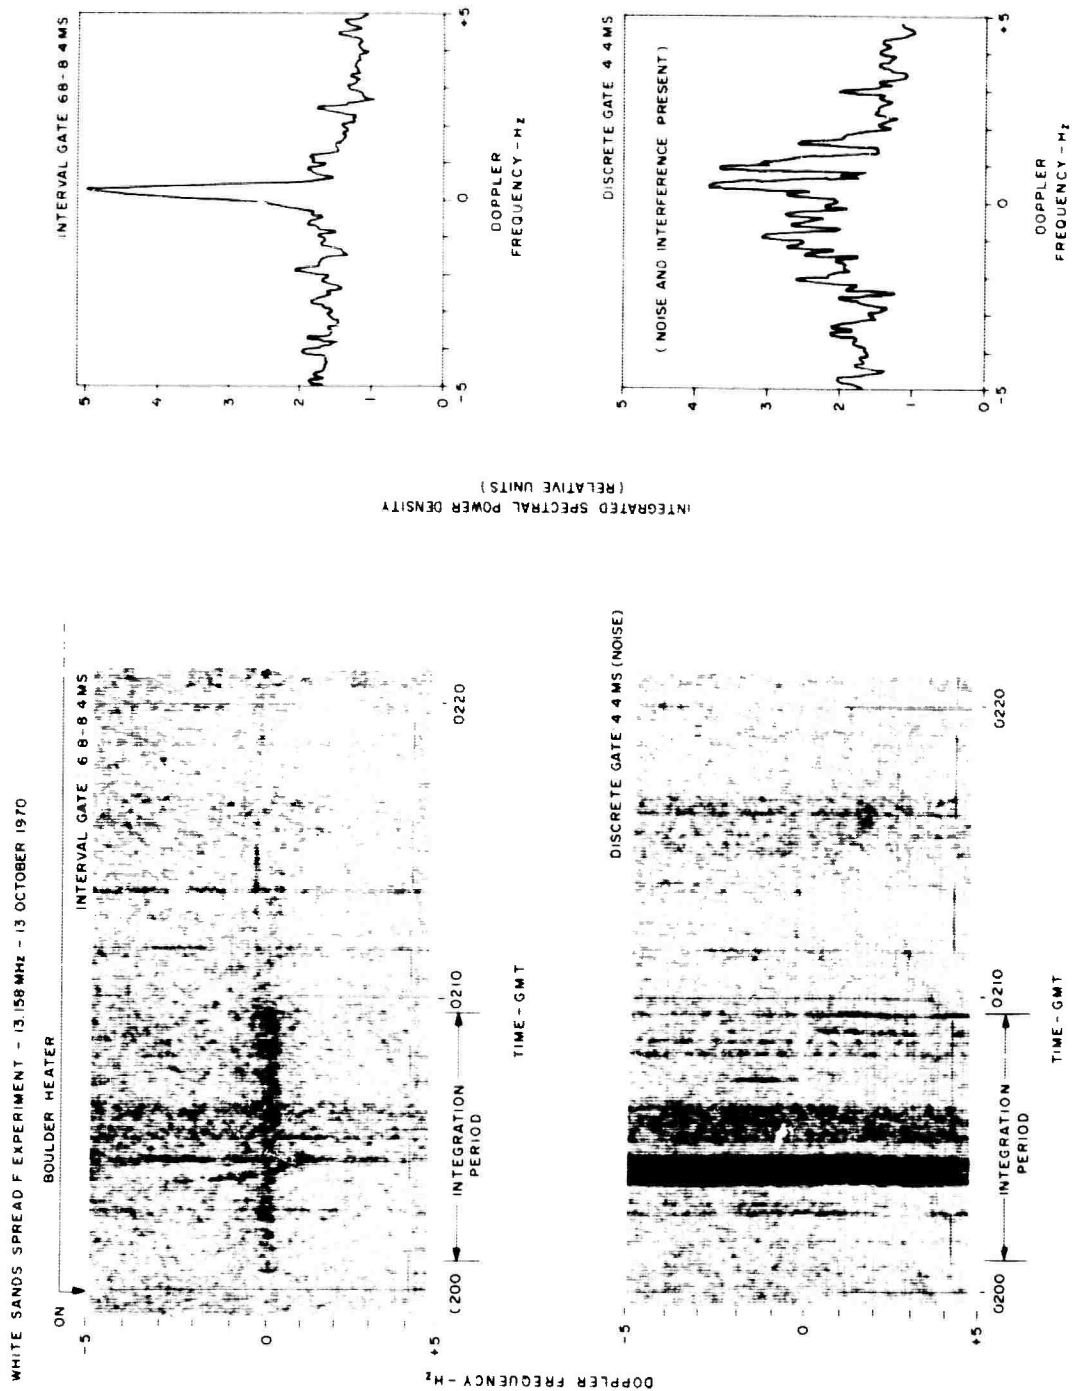 WHITE SANDS SPREAD F EXPERIMENT - 13.158 MHz - 13 OCTOBER 1970
BOULDER HEATER
ON
INTERVAL GATE 6 8 - 8 4 MS
-5
0
+5
0200
0210
0220
INTEGRATION
PERIOD
TIME - GMT
DISCRETE GATE 4 4 MS (NOISE)
-5
0
+5
0200
0210
0220
INTEGRATION
PERIOD
TIME - GMT
DOPPLER FREQUENCY - Hz
INTERVAL GATE 6 8 - 8 4 MS
5
4
3
2
1
0
-5
0
+5
DOPPLER
FREQUENCY - Hz
INTEGRATED SPECTRAL POWER DENSITY
(RELATIVE UNITS)
DISCRETE GATE 4 4 MS
(NOISE AND INTERFERENCE PRESENT)
5
4
3
2
1
0
-5
0
+5
DOPPLER
FREQUENCY - Hz